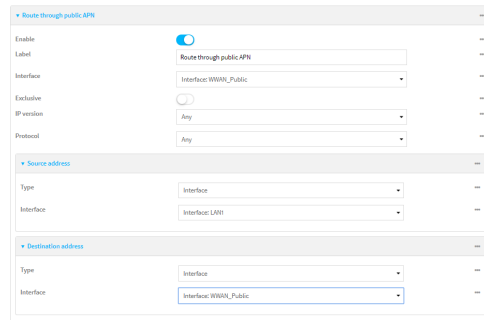 Route through public APN
Enable
Label
Route through public APN
Interface
Interface: WWAN_Public
Exclusive
IP version
Any
Protocol
Any
Source address
Type
Interface
Interface
Interface: LAN1
Destination address
Type
Interface
Interface
Interface: WWAN_Public